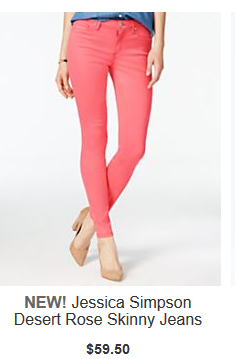 NEW! Jessica Simpson
Desert Rose Skinny Jeans
$59.50